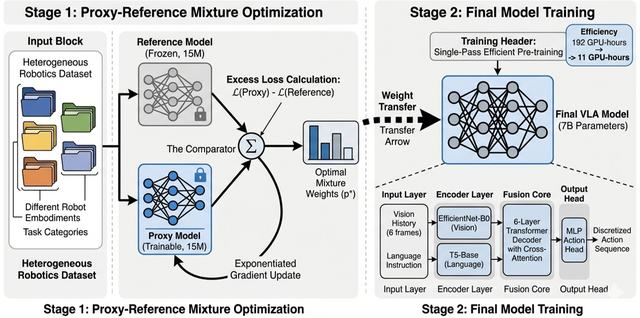 Stage 1: Proxy-Reference Mixture Optimization
Input Block
Heterogeneous
Robotics Dataset
Different Robot
Embodiments
Task Categories
Heterogeneous
Robotics Dataset
Reference Model
(Frozen, 15M)
Excess Loss Calculation:
ℒ(Proxy) - ℒ(Reference)
The Comparator
Σ
Proxy Model
(Trainable, 15M)
Optimal
Mixture
Weights (p*)
Exponentiated
Gradient Update
Stage 1: Proxy-Reference Mixture Optimization
Weight
Transfer
Transfer
Arrow
Stage 2: Final Model Training
Training Header:
Single-Pass Efficient Pre-training
Efficiency
192 GPU-hours
→
-> 11 GPU-hours
Final VLA Model
(7B Parameters)
Input Layer
Encoder Layer
Fusion Core
Output
Head
Vision
History
(6 frames)
Language
Instruction
EfficientNet-B0
(Vision)
T5-Base
(Language)
6-Layer
Transformer
Decoder
with Cross-
Attention
MLP
Action
Head
Discretized
Action
Sequence
Input Layer
Encoder Layer
Fusion Core
Output Head
Stage 2: Final Model Training